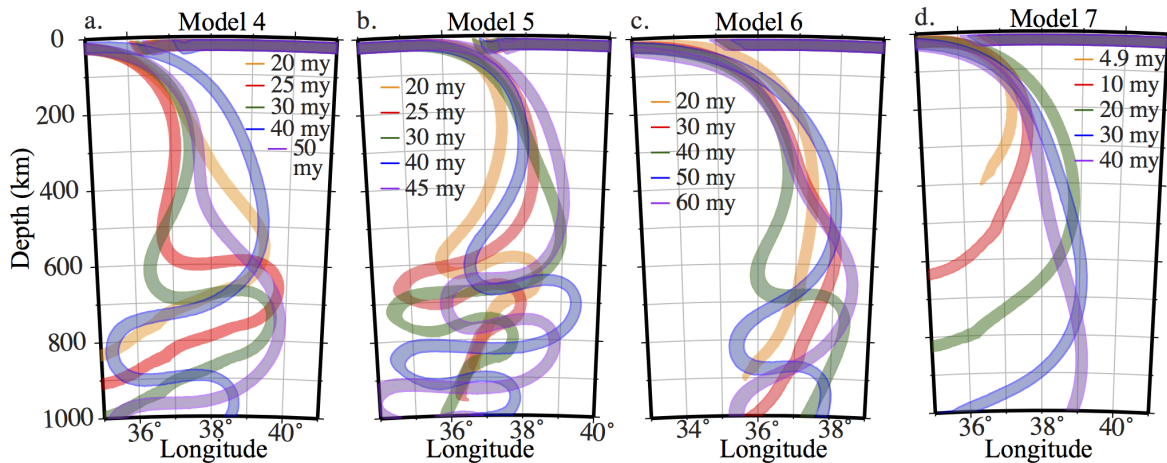 a. Model 4
b. Model 5
c. Model 6
d. Model 7
0
200
400
600
800
1000
Depth (km)
20 my
25 my
30 my
40 my
50
my
20 my
25 my
30 my
40 my
45 my
20 my
30 my
40 my
50 my
60 my
4.9 my
10 my
20 my
30 my
40 my
36° 38° 40°
36° 38° 40°
34° 36° 38°
36° 38° 40°
Longitude
Longitude
Longitude
Longitude